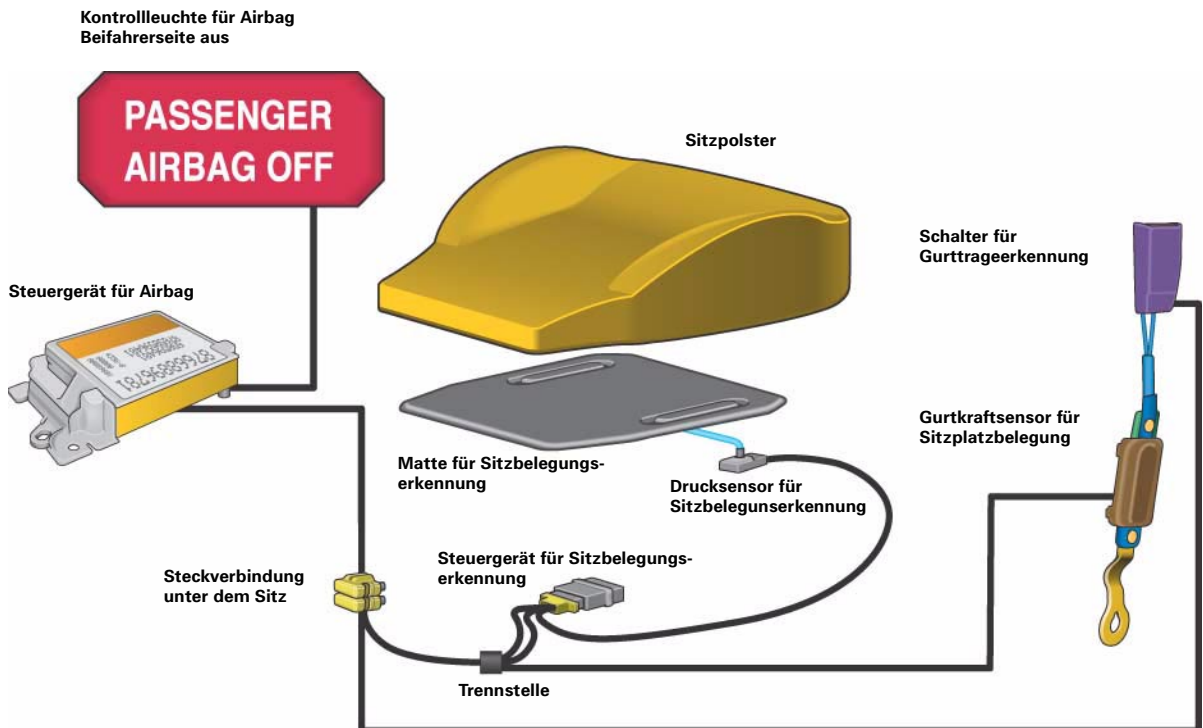 Kontrollleuchte für Airbag
Beifahrerseite aus
PASSENGER
AIRBAG OFF
Sitzpolster
Schalter für
Gurttrageerkennung
Steuergerät für Airbag
87668896781
Gurtkraftsensor für
Sitzplatzbelegung
Matte für Sitzbelegungs-
erkennung
Drucksensor für
Sitzbelegunserkennung
Steuergerät für Sitzbelegungs-
erkennung
Steckverbindung
unter dem Sitz
Trennstelle